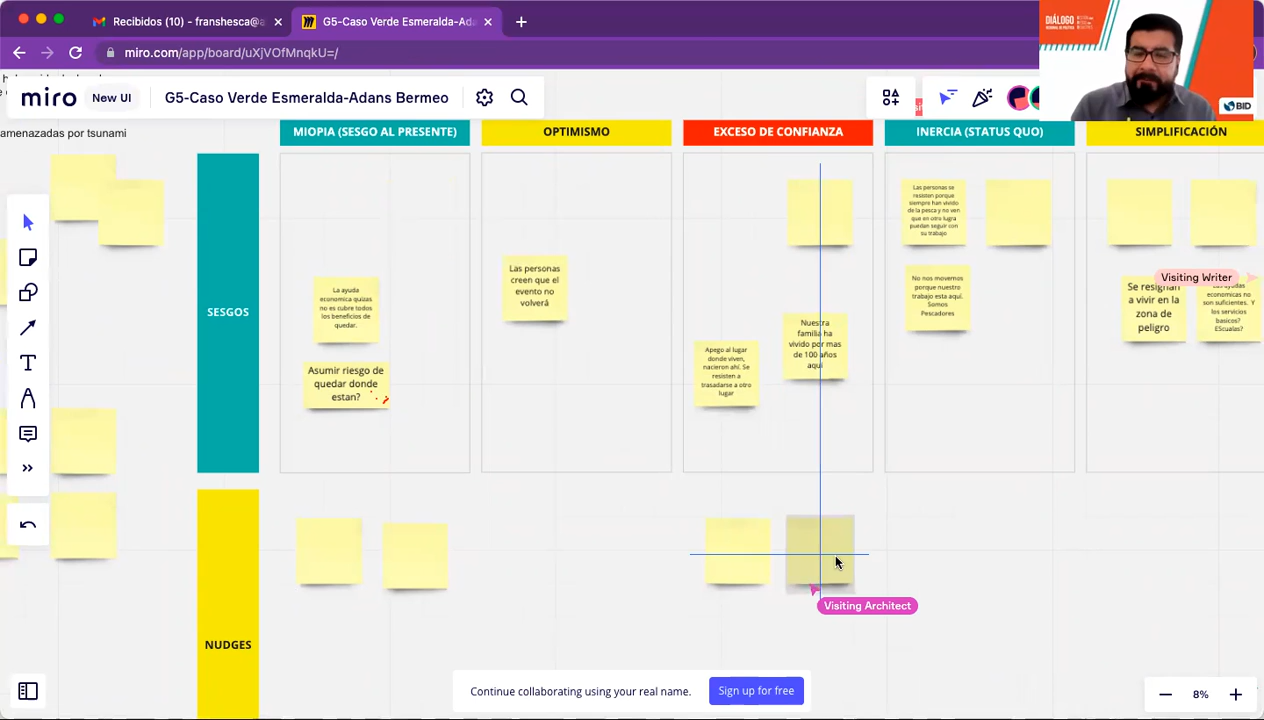 Recibidos (10) - franshesca@a
G5-Caso Verde Esmeralda-Ada
miro.com/app/board/uXjVOfMnqkU=/
DIÁLOGO
BID
miro
New UI
G5-Caso Verde Esmeralda-Adans Bermeo
amenazadas por tsunami
MIOPIA (SESGO AL PRESENTE)
OPTIMISMO
EXCESO DE CONFIANZA
INERCIA (STATUS QUO)
SIMPLIFICACIÓN
SESGOS
La ayuda
economica quizas
no es cubre todos
los beneficios de
quedar.
Asumir riesgo de
quedar donde
estan?
Las personas
creen que el
evento no
volverá
Apego al lugar
donde viven,
nacieron ahí. Se
resisten a
trasadarse a otro
lugar
Nuestra
familia ha
vivido por mas
de 100 años
aquí
Las personas se
resisten porque
siempre han vivido
de la pesca y no ven
que en otro lugra
puedan seguir con
su trabajo
No nos movemos
porque nuestro
trabajo esta aquí.
Somos
Pescadores
Visiting Writer
Se resignan
a vivir en la
zona de
peligro
economicas no
son suficientes. Y
los servicios
basicos?
EScualas?
NUDGES
Visiting Architect
Continue collaborating using your real name.
Sign up for free
8%